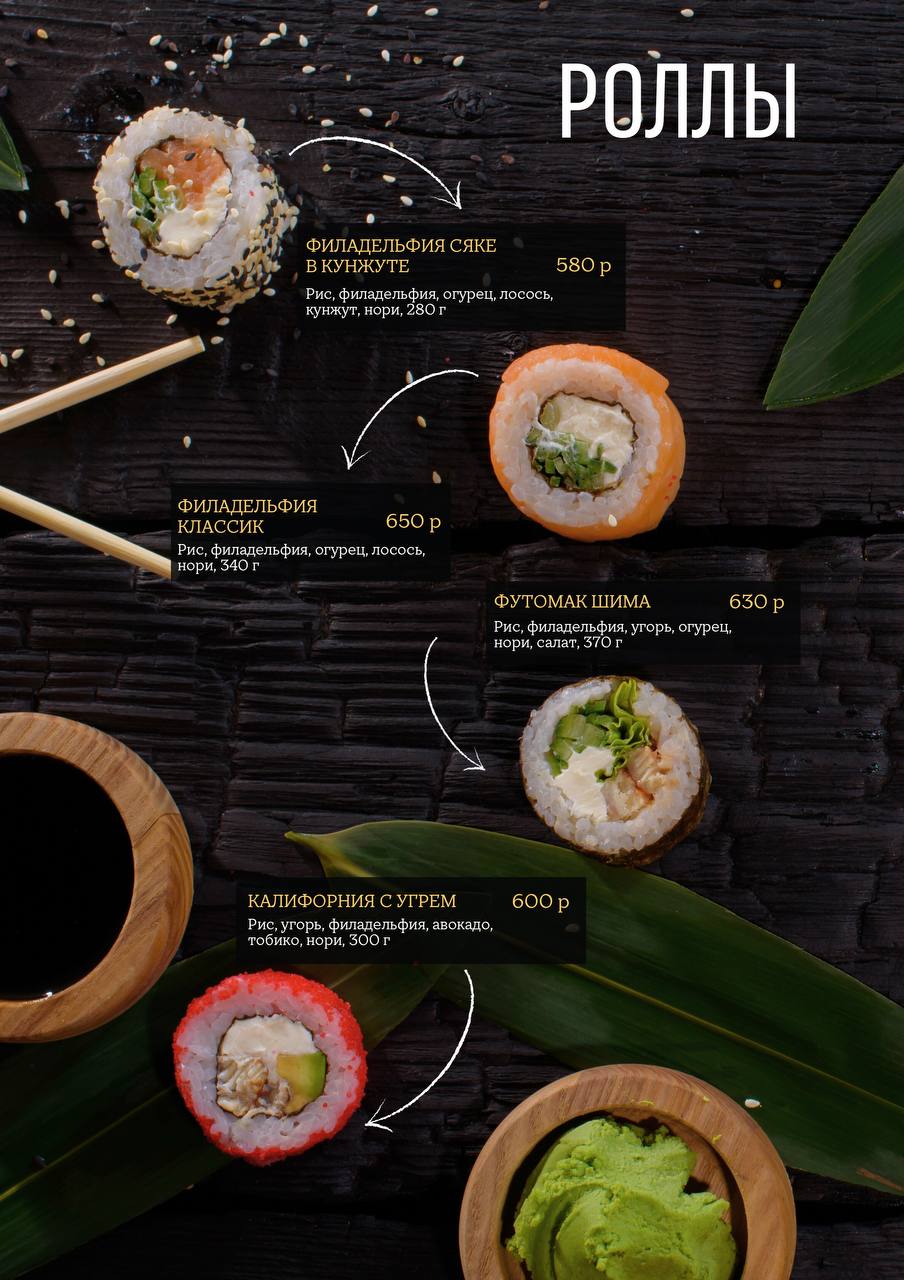 РОЛЛЫ
ФИЛАДЕЛЬФИЯ СЯКЕ
В КУНЖУТЕ
580 р
Рис, филадельфия, огурец, лосось,
кунжут, нори, 280 г
ФИЛАДЕЛЬФИЯ
КЛАССИК
650 р
Рис, филадельфия, огурец, лосось,
нори, 340 г
ФУТОМАК ШИМА 630 р
Рис, филадельфия, угорь, огурец,
нори, салат, 370 г
КАЛИФОРНИЯ С УГРЕМ 600 р
Рис, угорь, филадельфия, авокадо,
тобико, нори, 300 г